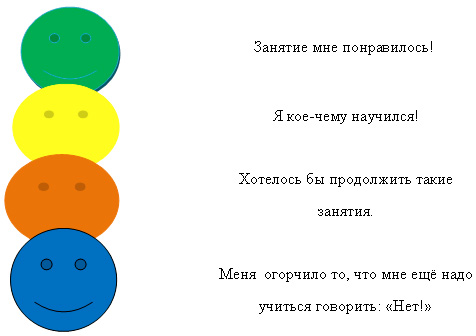 Занятие мне понравилось!
Я кое-чему научился!
Хотелось бы продолжить такие
занятия.
Меня огорчило то, что мне ещё надо
учиться говорить: «Нет!»